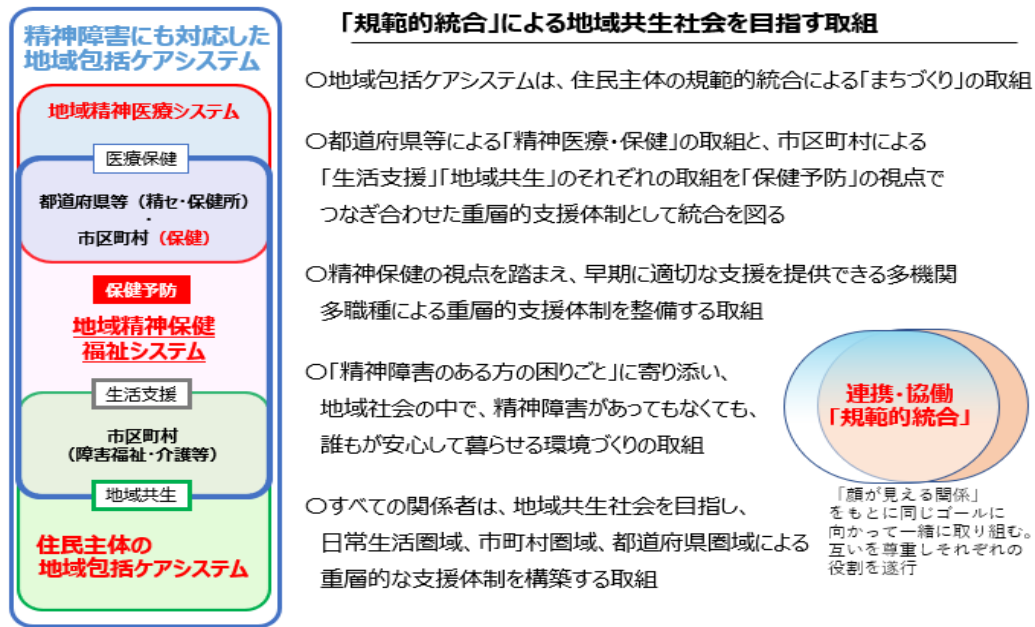 精神障害にも対応した
地域包括ケアシステム
地域精神医療システム
医療保健
都道府県等（精セ・保健所）
・
市区町村（保健）
保健予防
地域精神保健
福祉システム
生活支援
市区町村
（障害福祉・介護等）
地域共生
住民主体の
地域包括ケアシステム
「規範的統合」による地域共生社会を目指す取組
〇地域包括ケアシステムは、住民主体の規範的統合による「まちづくり」の取組
〇都道府県等による「精神医療・保健」の取組と、市区町村による
「生活支援」「地域共生」のそれぞれの取組を「保健予防」の視点で
つなぎ合わせた重層的支援体制として統合を図る
〇精神保健の視点を踏まえ、早期に適切な支援を提供できる多機関
多職種による重層的支援体制を整備する取組
〇「精神障害のある方の困りごと」に寄り添い、
地域社会の中で、精神障害があってもなくても、
誰もが安心して暮らせる環境づくりの取組
〇すべての関係者は、地域共生社会を目指し、
日常生活圏域、市町村圏域、都道府県圏域による
重層的な支援体制を構築する取組
連携・協働
「規範的統合」
「顔が見える関係」
をもとに同じゴールに
向かって一緒に取り組む。
互いを尊重しそれぞれの
役割を遂行